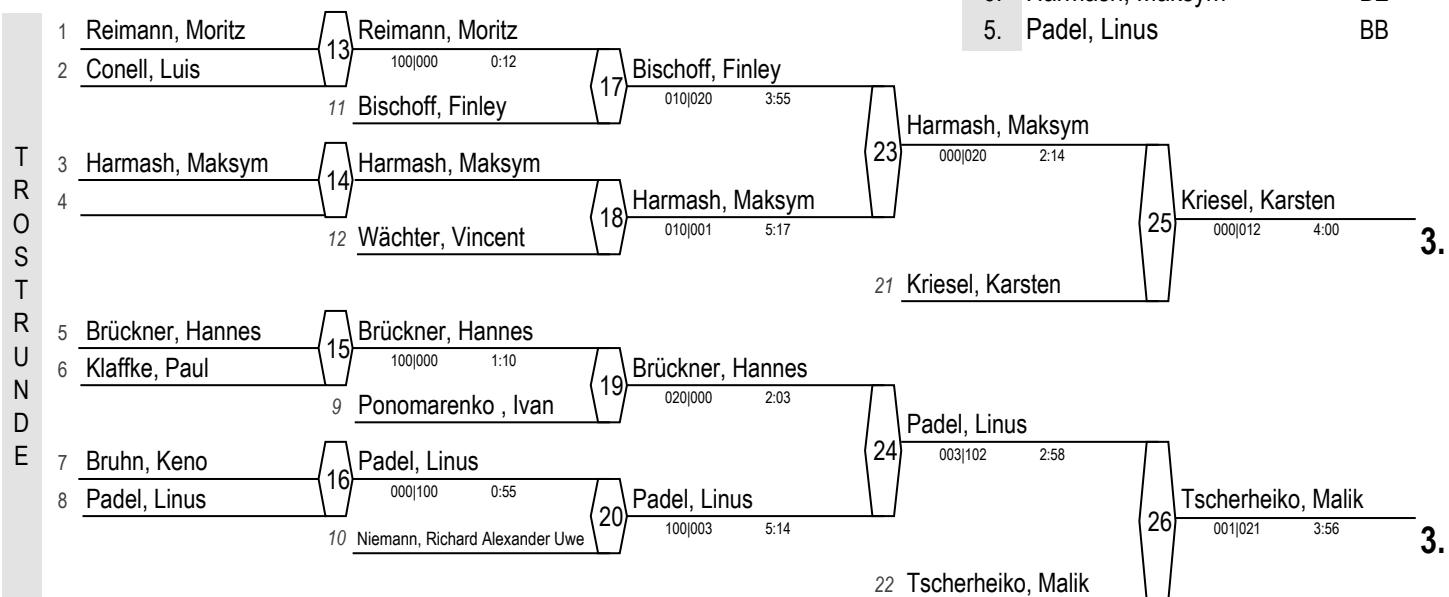 5. Padel, Linus BB
TROSTRUNDE
1 Reimann, Moritz
2 Conell, Luis
13
Reimann, Moritz
100|000 0:12
11 Bischoff, Finley
17
Bischoff, Finley
010|020 3:55
3 Harmash, Maksym
4
14
Harmash, Maksym
12 Wächter, Vincent
18
Harmash, Maksym
010|001 5:17
23
Harmash, Maksym
000|020 2:14
21 Kriesel, Karsten
25
Kriesel, Karsten
000|012 4:00
3.
5 Brückner, Hannes
6 Klaffke, Paul
15
Brückner, Hannes
100|000 1:10
9 Ponomarenko , Ivan
19
Brückner, Hannes
020|000 2:03
7 Bruhn, Keno
8 Padel, Linus
16
Padel, Linus
000|100 0:55
10 Niemann, Richard Alexander Uwe
20
Padel, Linus
100|003 5:14
24
Padel, Linus
003|102 2:58
22 Tscherheiko, Malik
26
Tscherheiko, Malik
001|021 3:56
3.